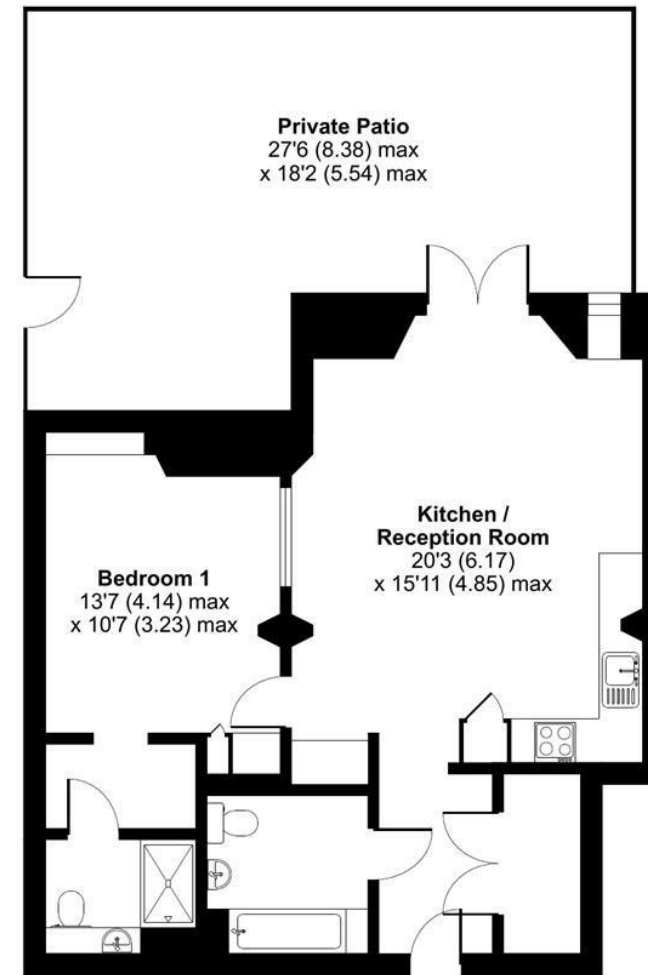 Private Patio
27'6 (8.38) max
x 18'2 (5.54) max
Kitchen /
Reception Room
20'3 (6.17)
x 15'11 (4.85) max
Bedroom 1
13'7 (4.14) max
x 10'7 (3.23) max